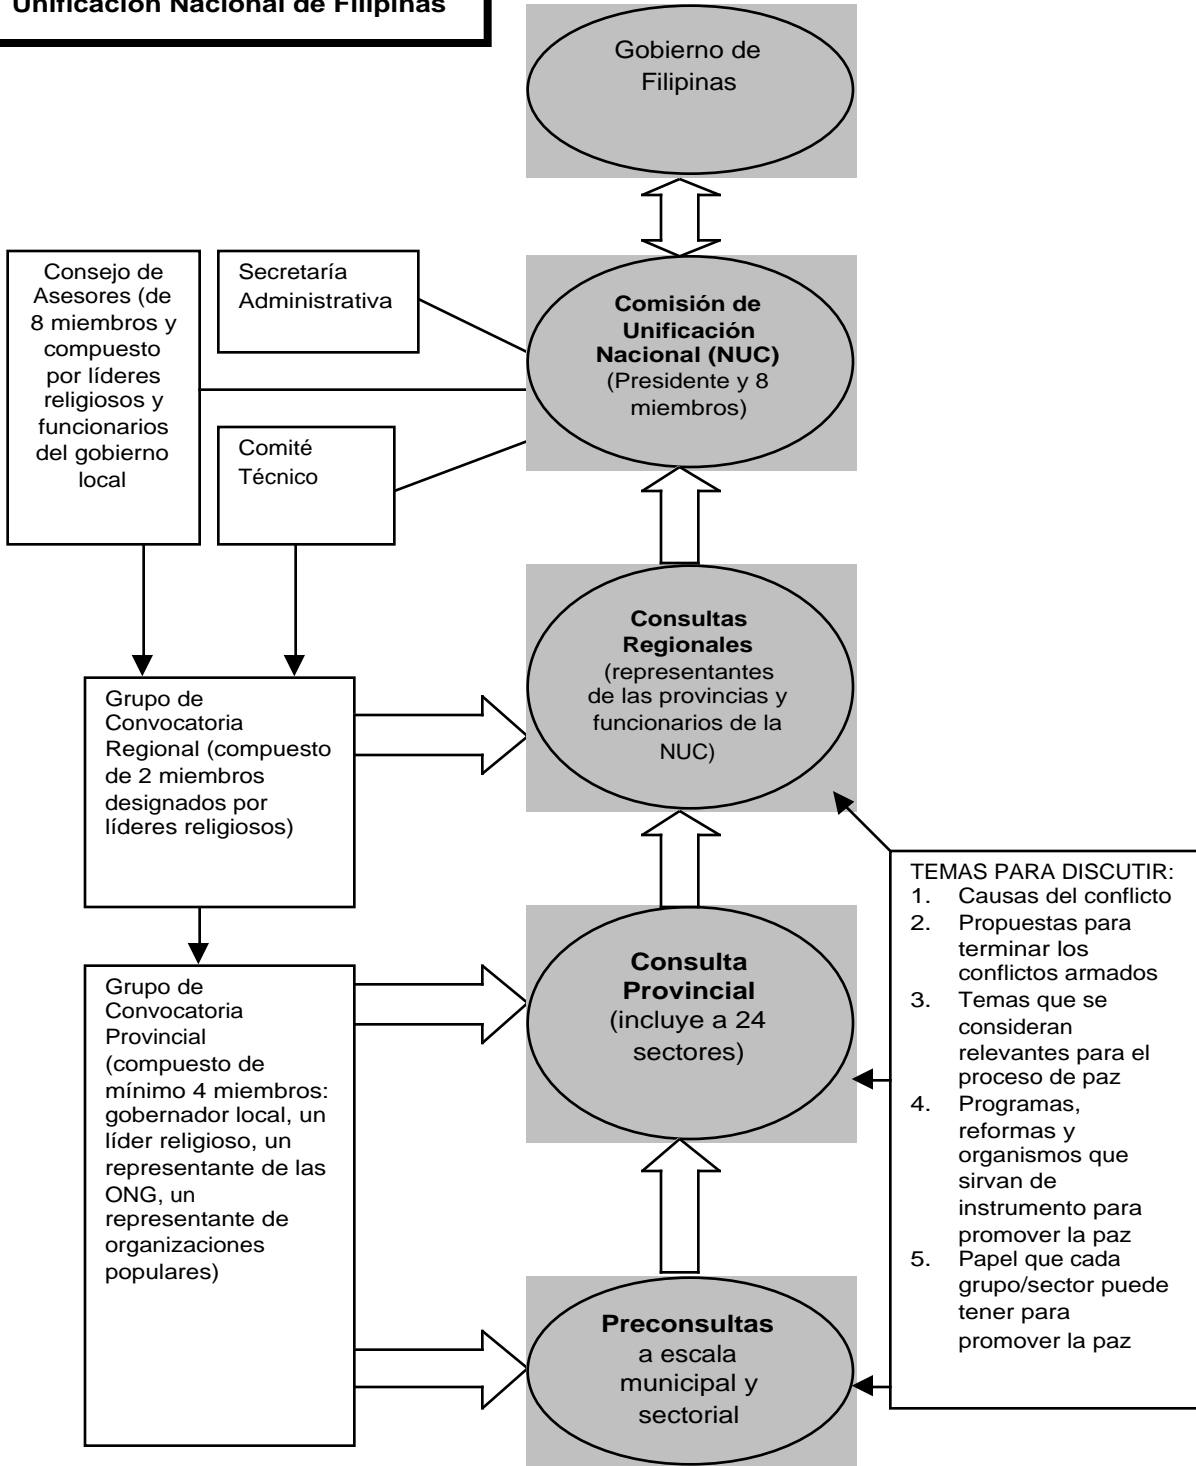 Unificación Nacional de Filipinas
Gobierno de
Filipinas
Consejo de
Asesores (de
8 miembros y
compuesto
por líderes
religiosos y
funcionarios
del gobierno
local
Secretaría
Administrativa
Comité
Técnico
Comisión de
Unificación
Nacional (NUC)
(Presidente y 8
miembros)
Consultas
Regionales
(representantes
de las provincias y
funcionarios de la
NUC)
Grupo de
Convocatoria
Regional (compuesto
de 2 miembros
designados por
líderes religiosos)
Grupo de
Convocatoria
Provincial
(compuesto de
mínimo 4 miembros:
gobernador local, un
líder religioso, un
representante de las
ONG, un
representante de
organizaciones
populares)
Consulta
Provincial
(incluye a 24
sectores)
Preconsultas
a escala
municipal y
sectorial
TEMAS PARA DISCUTIR:
1. Causas del conflicto
2. Propuestas para
terminar los
conflictos armados
3. Temas que se
consideran
relevantes para el
proceso de paz
4. Programas,
reformas y
organismos que
sirvan de
instrumento para
promover la paz
5. Papel que cada
grupo/sector puede
tener para
promover la paz